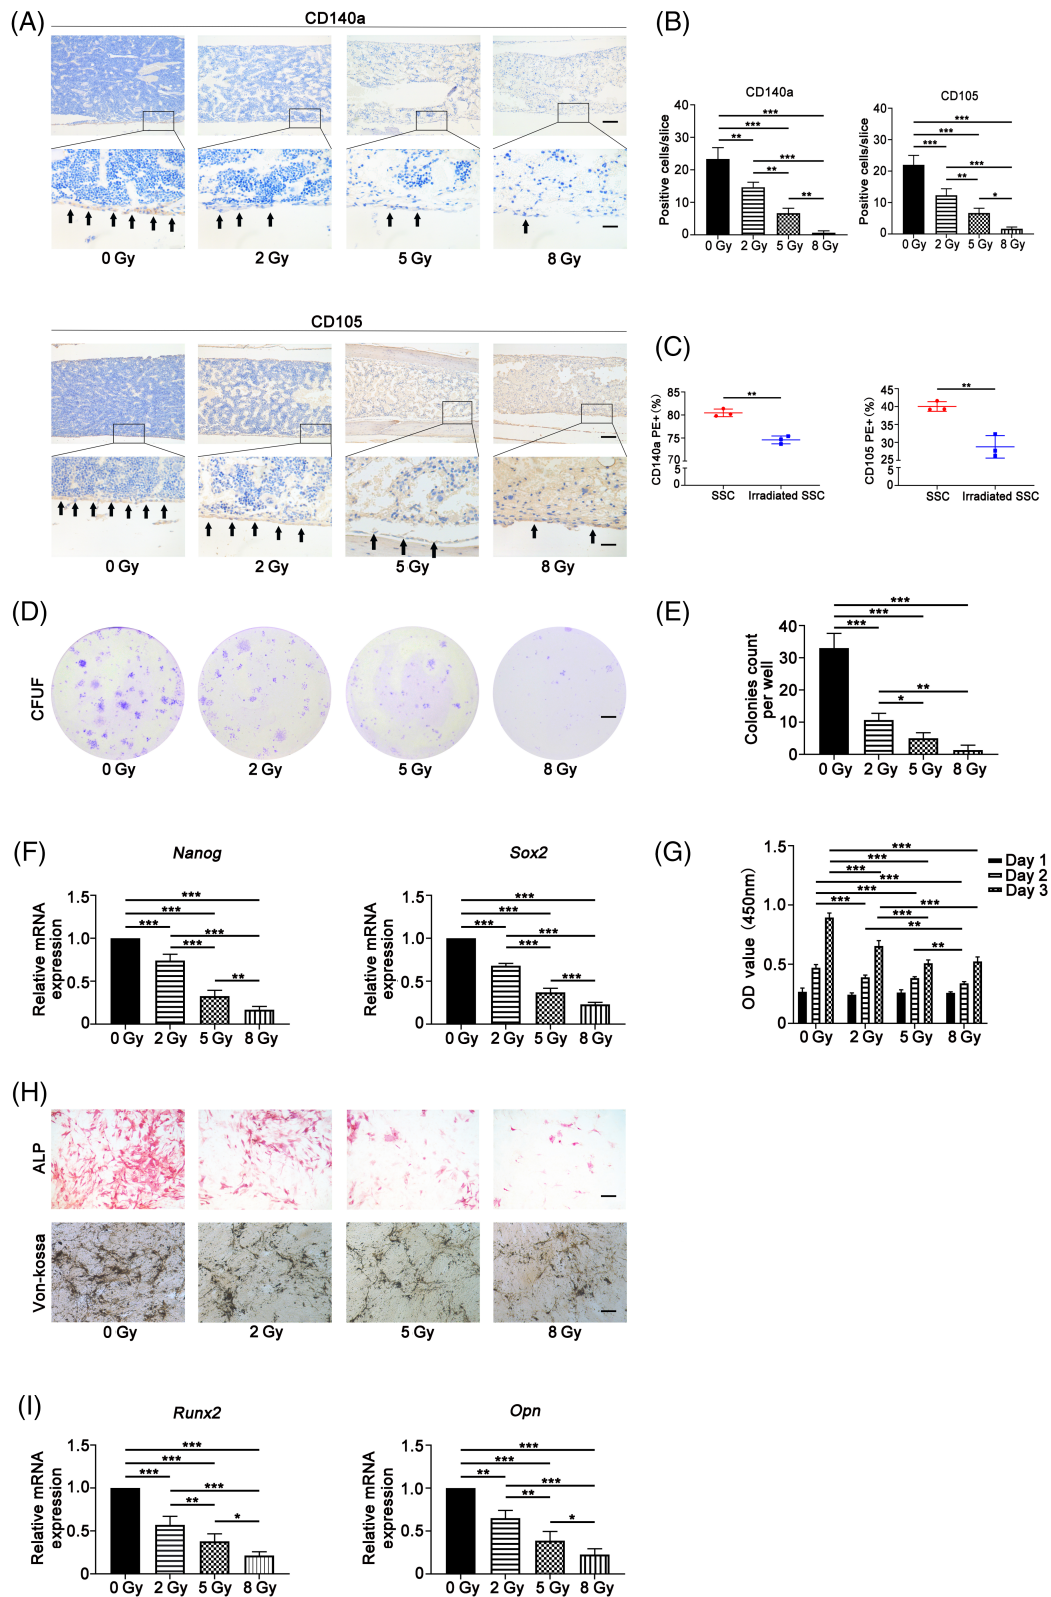 (A)
CD140a
0 Gy 2 Gy 5 Gy 8 Gy
CD105
0 Gy 2 Gy 5 Gy 8 Gy
(B)
CD140a
Positive cells/slice
40
30
20
10
0
*** *** ** *** ** **
0 Gy 2 Gy 5 Gy 8 Gy
CD105
Positive cells/slice
40
30
20
10
0
*** *** *** *** ** *
0 Gy 2 Gy 5 Gy 8 Gy
(C)
CD140a PE+ (%)
85
80
75
5
0
**
SSC Irradiated SSC
CD105 PE+ (%)
45
40
35
30
25
5
0
**
SSC Irradiated SSC
(D)
CFUF
0 Gy 2 Gy 5 Gy 8 Gy
(E)
Colonies count
per well
40
30
20
10
0
*** *** *** ** *
0 Gy 2 Gy 5 Gy 8 Gy
(F)
Nanog
Relative mRNA
expression
1.5
1.0
0.5
0
*** *** *** *** *** **
0 Gy 2 Gy 5 Gy 8 Gy
Sox2
Relative mRNA
expression
1.5
1.0
0.5
0
*** *** *** *** *** ***
0 Gy 2 Gy 5 Gy 8 Gy
(G)
OD value (450nm)
1.5
1.0
0.5
0
*** *** *** *** *** *** *** *** ** **
0 Gy 2 Gy 5 Gy 8 Gy
Day 1
Day 2
Day 3
(H)
ALP
Von-kossa
0 Gy 2 Gy 5 Gy 8 Gy
(I)
Runx2
Relative mRNA
expression
1.5
1.0
0.5
0
*** *** *** *** ** *
0 Gy 2 Gy 5 Gy 8 Gy
Opn
Relative mRNA
expression
1.5
1.0
0.5
0
*** *** ** *** ** *
0 Gy 2 Gy 5 Gy 8 Gy